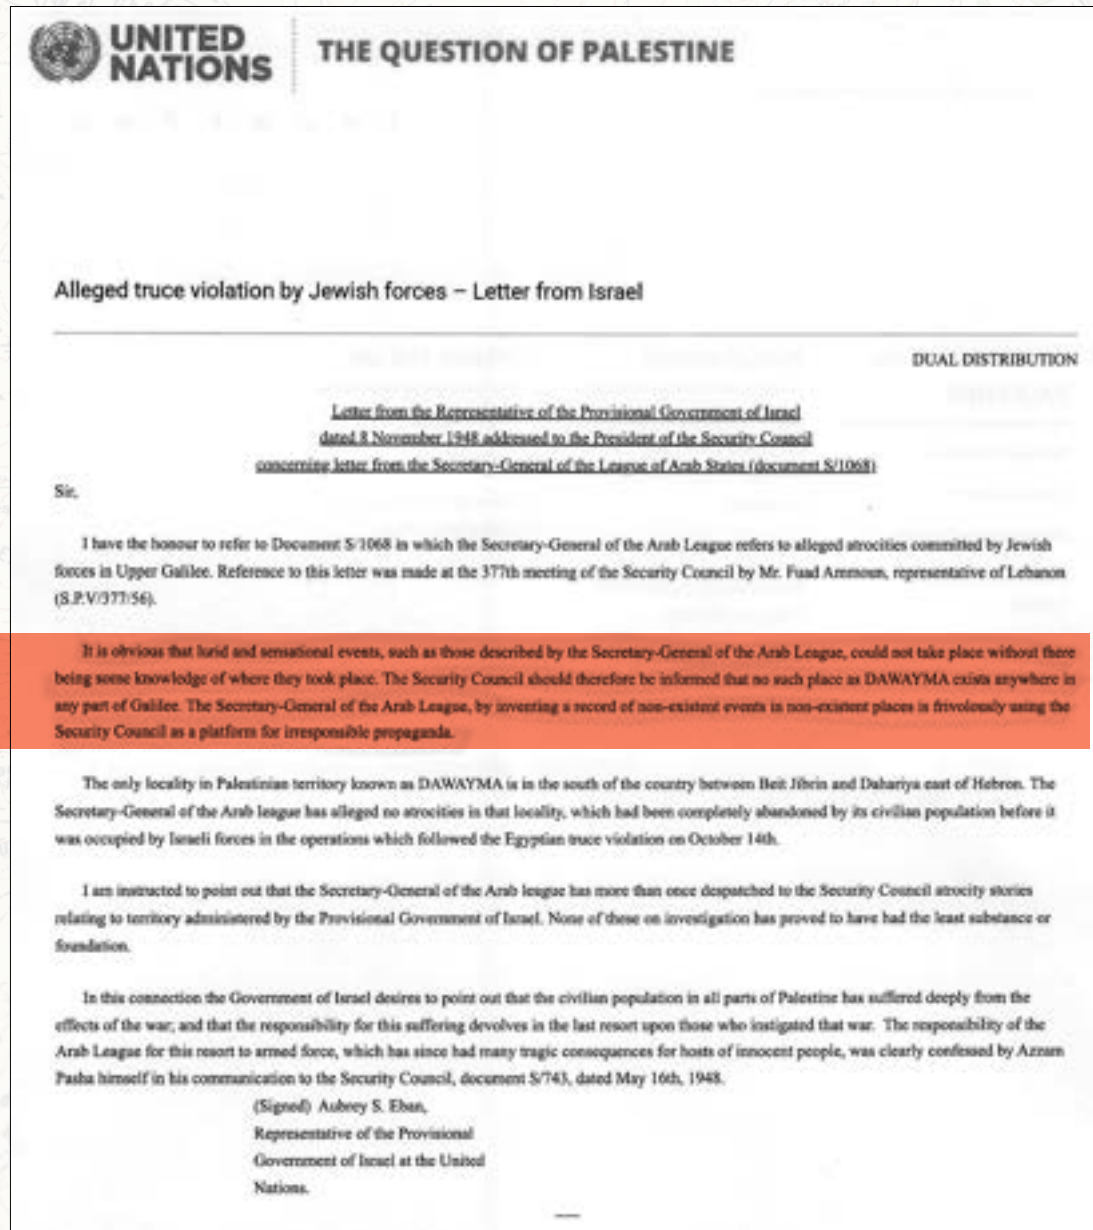 UNITED
NATIONS
THE QUESTION OF PALESTINE
Alleged truce violation by Jewish forces – Letter from Israel
DUAL DISTRIBUTION
Letter from the Representative of the Provisional Government of Israel
dated 8 November 1948 addressed to the President of the Security Council
concerning letter from the Secretary-General of the League of Arab States (document S/1068)
Sir,
I have the honour to refer to Document S/1068 in which the Secretary-General of the Arab League refers to alleged atrocities committed by Jewish
forces in Upper Galilee. Reference to this letter was made at the 377th meeting of the Security Council by Mr. Fuad Ammoun, representative of Lebanon
(S.P.V/377/56).
It is obvious that lurid and sensational events, such as those described by the Secretary-General of the Arab League, could not take place without there
being some knowledge of where they took place. The Security Council should therefore be informed that no such place as DAWAYMA exists anywhere in
any part of Galilee. The Secretary-General of the Arab League, by inventing a record of non-existent events in non-existent places is frivolously using the
Security Council as a platform for irresponsible propaganda.
The only locality in Palestinian territory known as DAWAYMA is in the south of the country between Beit Jibrin and Dahariya east of Hebron. The
Secretary-General of the Arab league has alleged no atrocities in that locality, which had been completely abandoned by its civilian population before it
was occupied by Israeli forces in the operations which followed the Egyptian truce violation on October 14th.
I am instructed to point out that the Secretary-General of the Arab league has more than once despatched to the Security Council atrocity stories
relating to territory administered by the Provisional Government of Israel. None of these on investigation has proved to have had the least substance or
foundation.
In this connection the Government of Israel desires to point out that the civilian population in all parts of Palestine has suffered deeply from the
effects of the war; and that the responsibility for this suffering devolves in the last resort upon those who instigated that war. The responsibility of the
Arab League for this resort to armed force, which has since had many tragic consequences for hosts of innocent people, was clearly confessed by Azzam
Pasha himself in his communication to the Security Council, document S/743, dated May 16th, 1948.
(Signed) Aubrey S. Eban,
Representative of the Provisional
Government of Israel at the United
Nations.